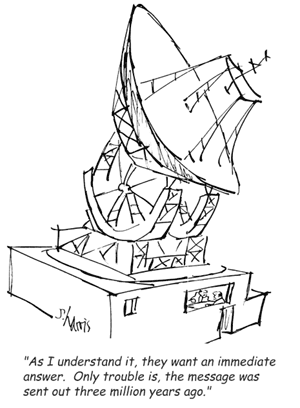 S. Harris
"As I understand it, they want an immediate
answer.  Only trouble is, the message was
sent out three million years ago."